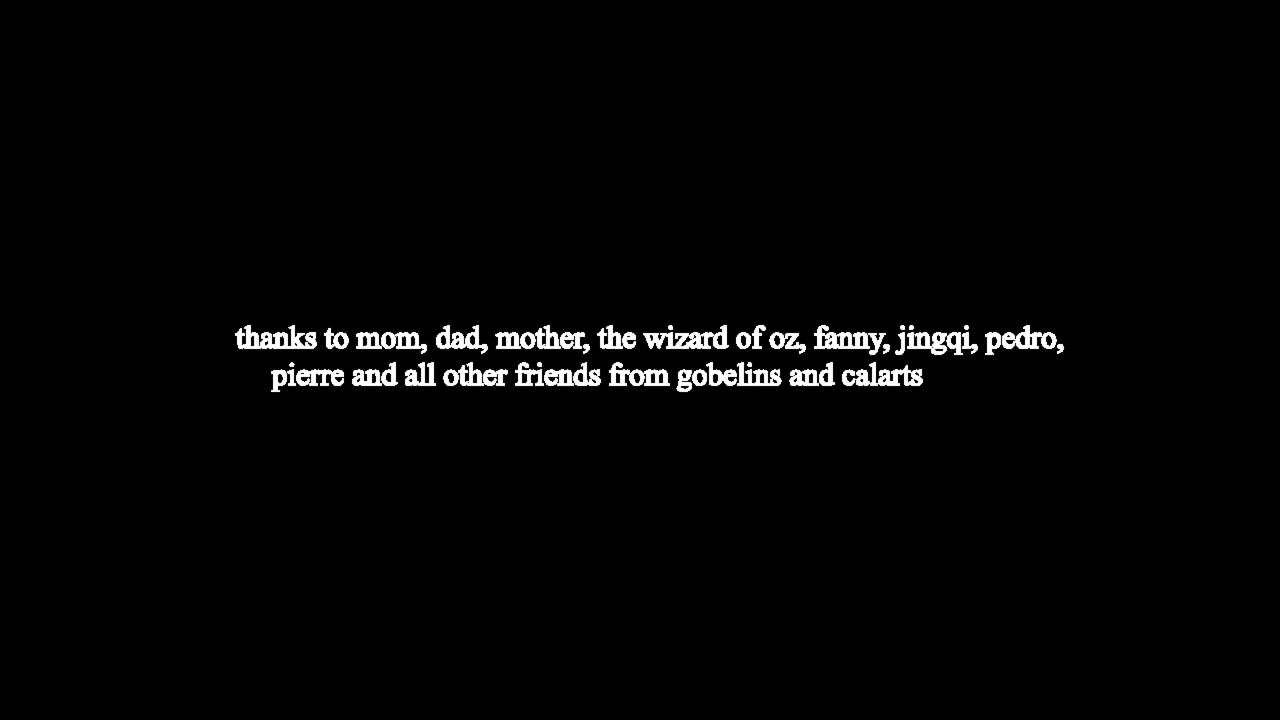 thanks to mom, dad, mother, the wizard of oz, fanny, jingqi, pedro,
pierre and all other friends from gobelins and calarts